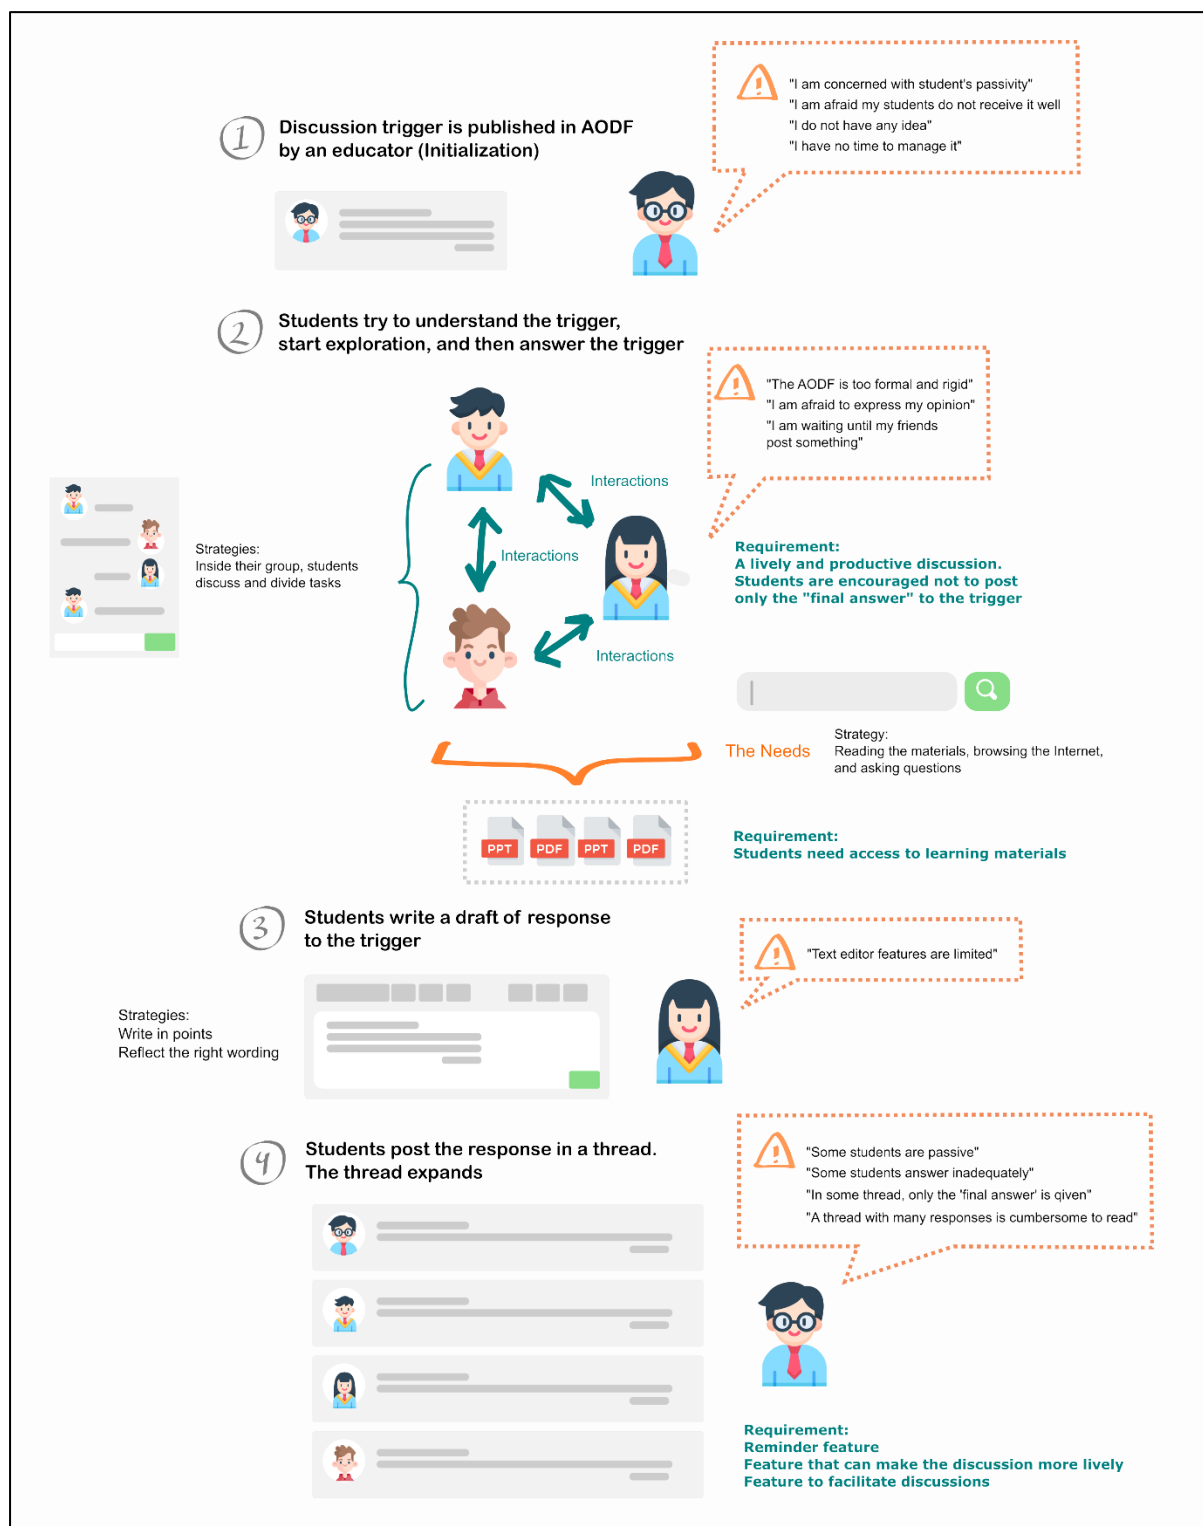 1
Discussion trigger is published in AODF
by an educator (Initialization)
"I am concerned with student's passivity"
"I am afraid my students do not receive it well
"I do not have any idea"
"I have no time to manage it"
2
Students try to understand the trigger,
start exploration, and then answer the trigger
"The AODF is too formal and rigid"
"I am afraid to express my opinion"
"I am waiting until my friends
post something"
Strategies:
Inside their group, students
discuss and divide tasks
Interactions
Interactions
Interactions
Requirement:
A lively and productive discussion.
Students are encouraged not to post
only the "final answer" to the trigger
The Needs
Strategy:
Reading the materials, browsing the Internet,
and asking questions
PPT PDF PPT PDF
Requirement:
Students need access to learning materials
3
Students write a draft of response
to the trigger
"Text editor features are limited"
Strategies:
Write in points
Reflect the right wording
4
Students post the response in a thread.
The thread expands
"Some students are passive"
"Some students answer inadequately"
"In some thread, only the 'final answer' is qiven"
"A thread with many responses is cumbersome to read"
Requirement:
Reminder feature
Feature that can make the discussion more lively
Feature to facilitate discussions